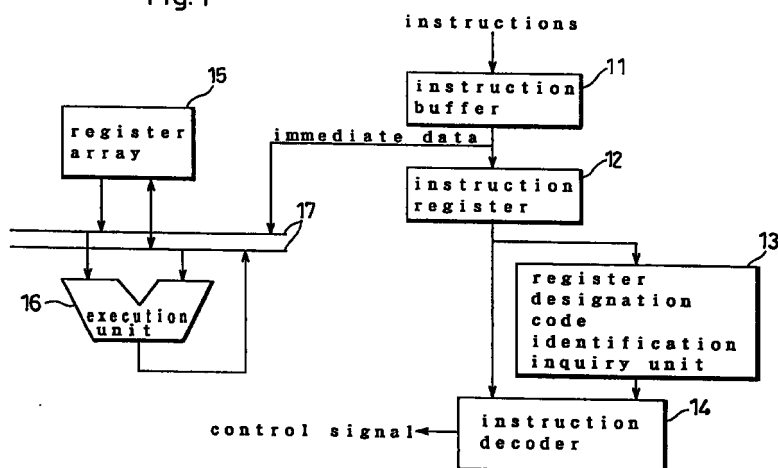 Fig. 1
instructions
11
instruction
buffer
15
register
array
immediate data
12
instruction
register
17
13
register
designation
code
identification
inquiry unit
16
execution
unit
14
instruction
decoder
control signal